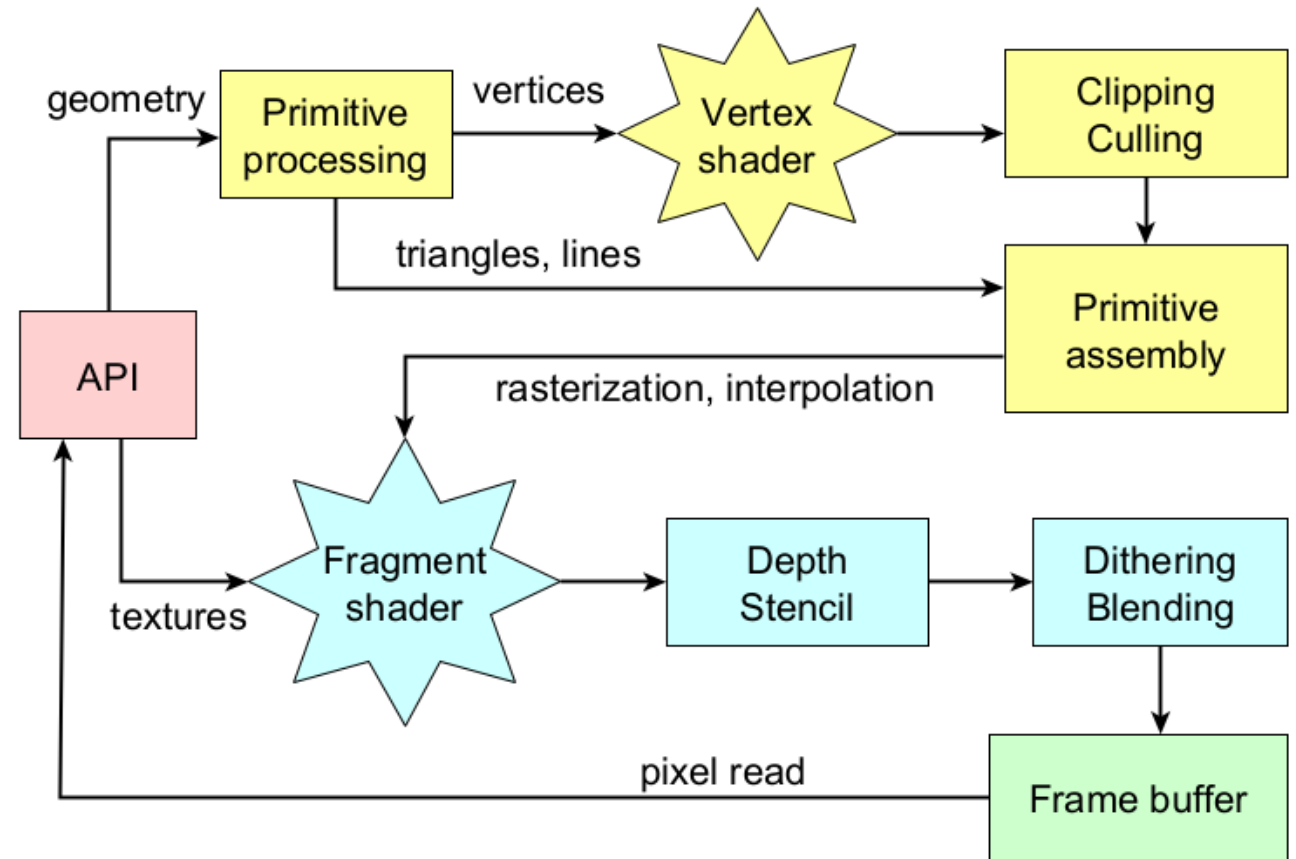 geometry
Primitive
processing
vertices
Vertex
shader
Clipping
Culling
triangles, lines
Primitive
assembly
API
rasterization, interpolation
textures
Fragment
shader
Depth
Stencil
Dithering
Blending
pixel read
Frame buffer